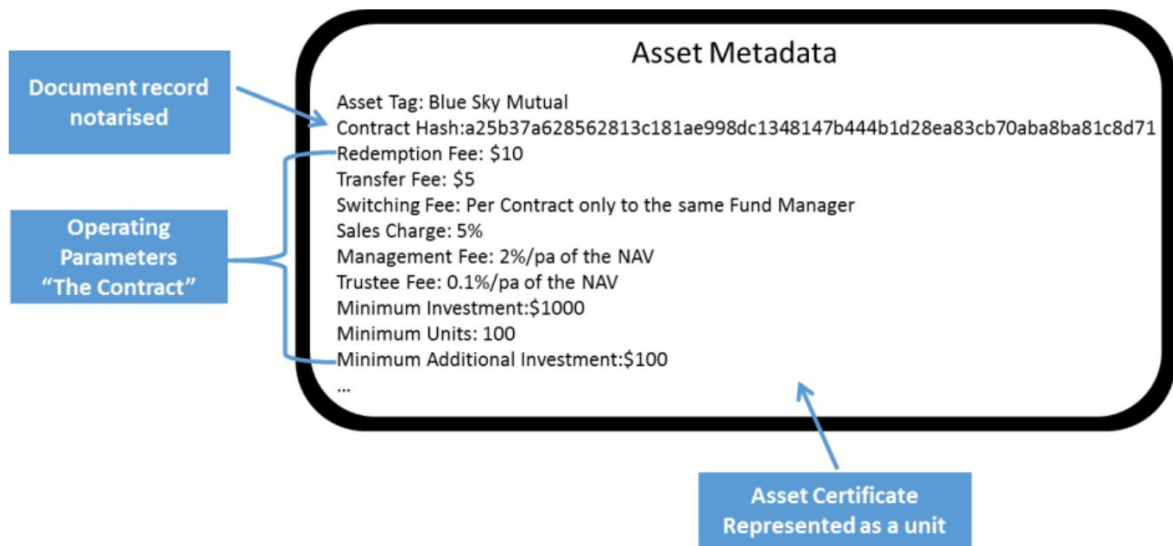 Asset Metadata
Document record
notarised
Asset Tag: Blue Sky Mutual
Contract Hash:a25b37a628562813c181ae998dc1348147b444b1d28ea83cb70aba8ba81c8d71
Redemption Fee: $10
Transfer Fee: $5
Switching Fee: Per Contract only to the same Fund Manager
Sales Charge: 5%
Management Fee: 2%/pa of the NAV
Trustee Fee: 0.1%/pa of the NAV
Minimum Investment:$1000
Minimum Units: 100
Minimum Additional Investment:$100
...
Operating
Parameters
“The Contract”
Asset Certificate
Represented as a unit